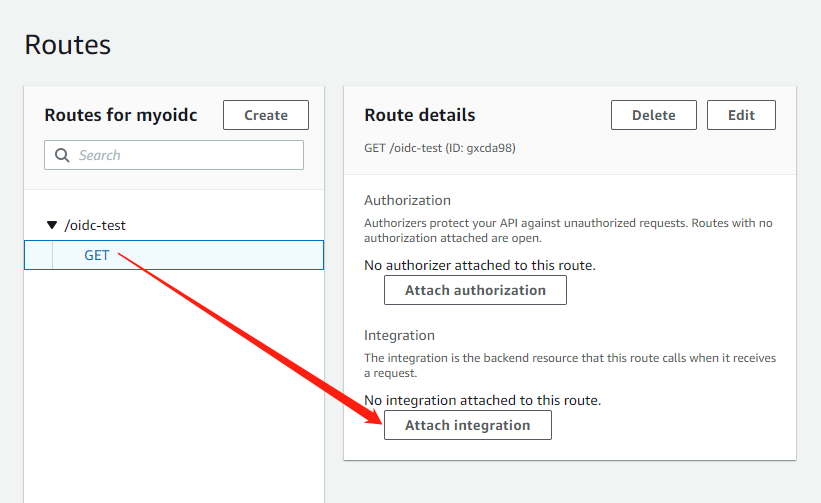 Routes
Routes for myoidc
Create
Search
/oidc-test
GET
Route details
Delete
Edit
GET /oidc-test (ID: gxcda98)
Authorization
Authorizers protect your API against unauthorized requests. Routes with no
authorization attached are open.
No authorizer attached to this route.
Attach authorization
Integration
The integration is the backend resource that this route calls when it receives
a request.
No integration attached to this route.
Attach integration